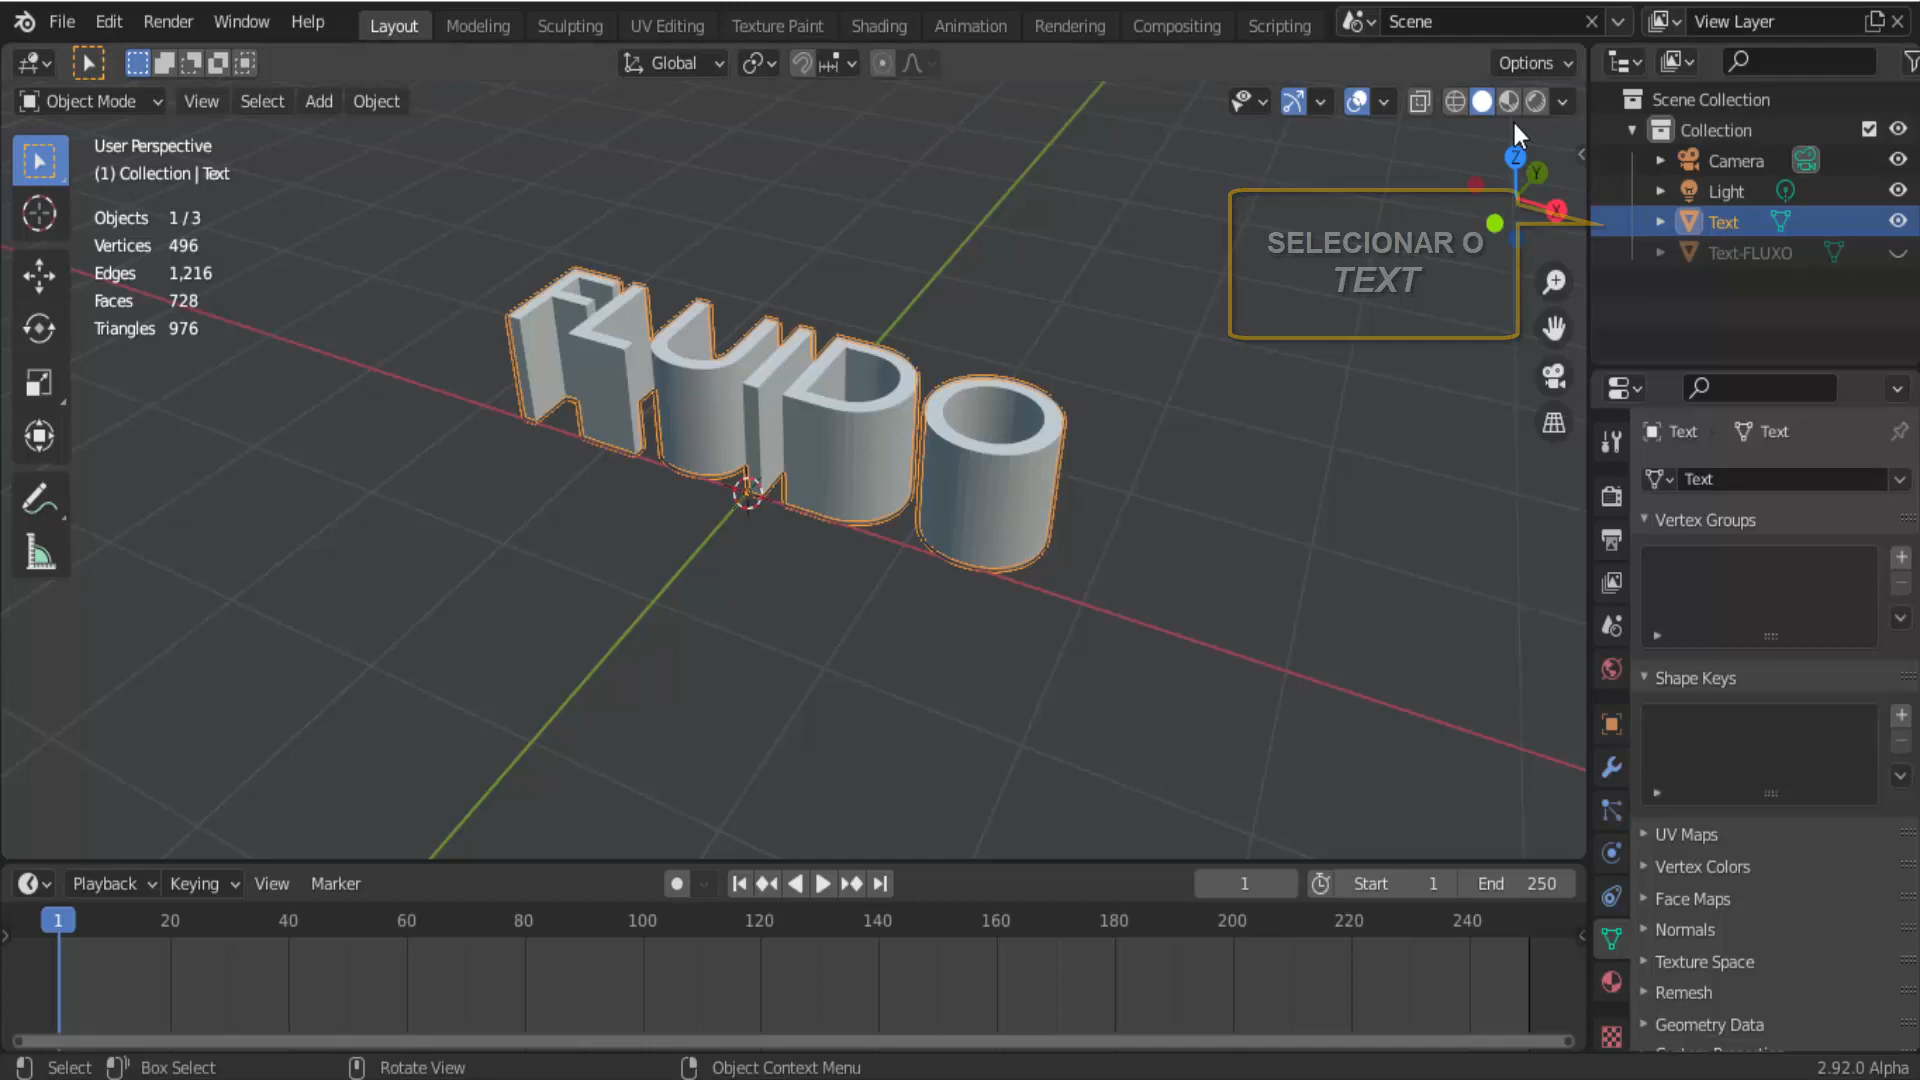 File Edit Render Window Help Layout Modeling Sculpting UV Editing Texture Paint Shading Animation Rendering Compositing Scripting Scene View Layer
Global Options
Object Mode View Select Add Object
Scene Collection
Collection
Camera
Light
Text
Text-FLUXO
User Perspective
(1) Collection | Text
Objects 1 / 3
Vertices 496
Edges 1,216
Faces 728
Triangles 976
Z
Y
X
SELECIONAR O
TEXT
FLUIDO
Text Text
Text
Vertex Groups
Shape Keys
UV Maps
Vertex Colors
Face Maps
Normals
Texture Space
Remesh
Geometry Data
Playback Keying View Marker 1 Start 1 End 250
1 20 40 60 80 100 120 140 160 180 200 220 240
Select Box Select Rotate View Object Context Menu 2.92.0 Alpha